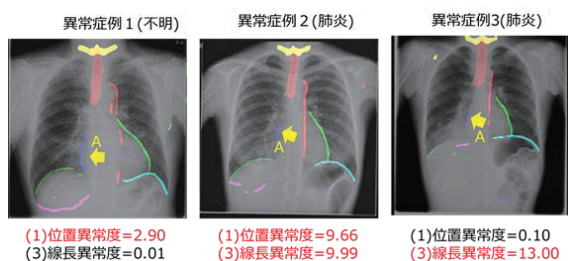 異常症例1(不明)
異常症例2(肺炎)
異常症例3(肺炎)
A
A
A
(1)位置異常度=2.90
(3)線長異常度=0.01
(1)位置異常度=9.66
(3)線長異常度=9.99
(1)位置異常度=0.10
(3)線長異常度=13.00